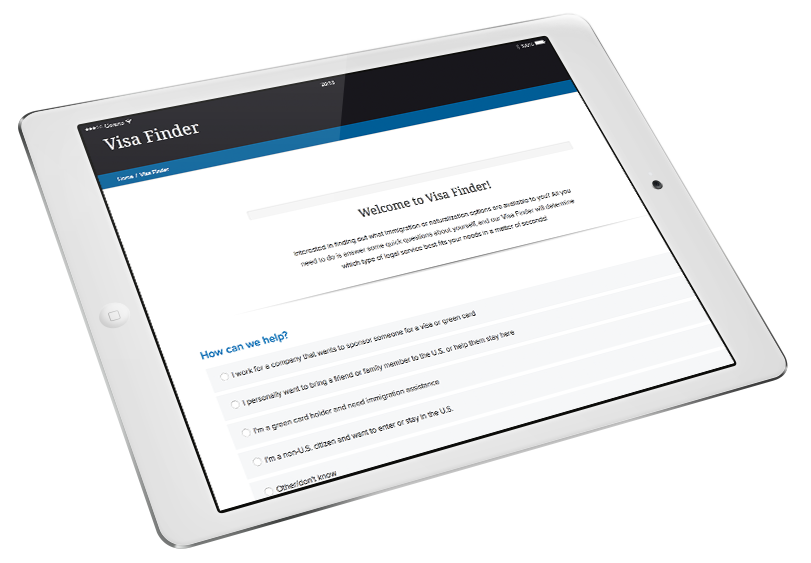 20:53
56%
Visa Finder
Home / Visa Finder
Welcome to Visa Finder!
Interested in finding out what immigration or naturalization options are available to you? All you
need to do is answer some quick questions about yourself, and our Visa Finder will determine
which type of legal service best fits your needs in a matter of seconds!
How can we help?
I work for a company that wants to sponsor someone for a visa or green card
I personally want to bring a friend or family member to the U.S. or help them stay here
I'm a green card holder and need immigration assistance
I'm a non-U.S. citizen and want to enter or stay in the U.S.
Other/don't know